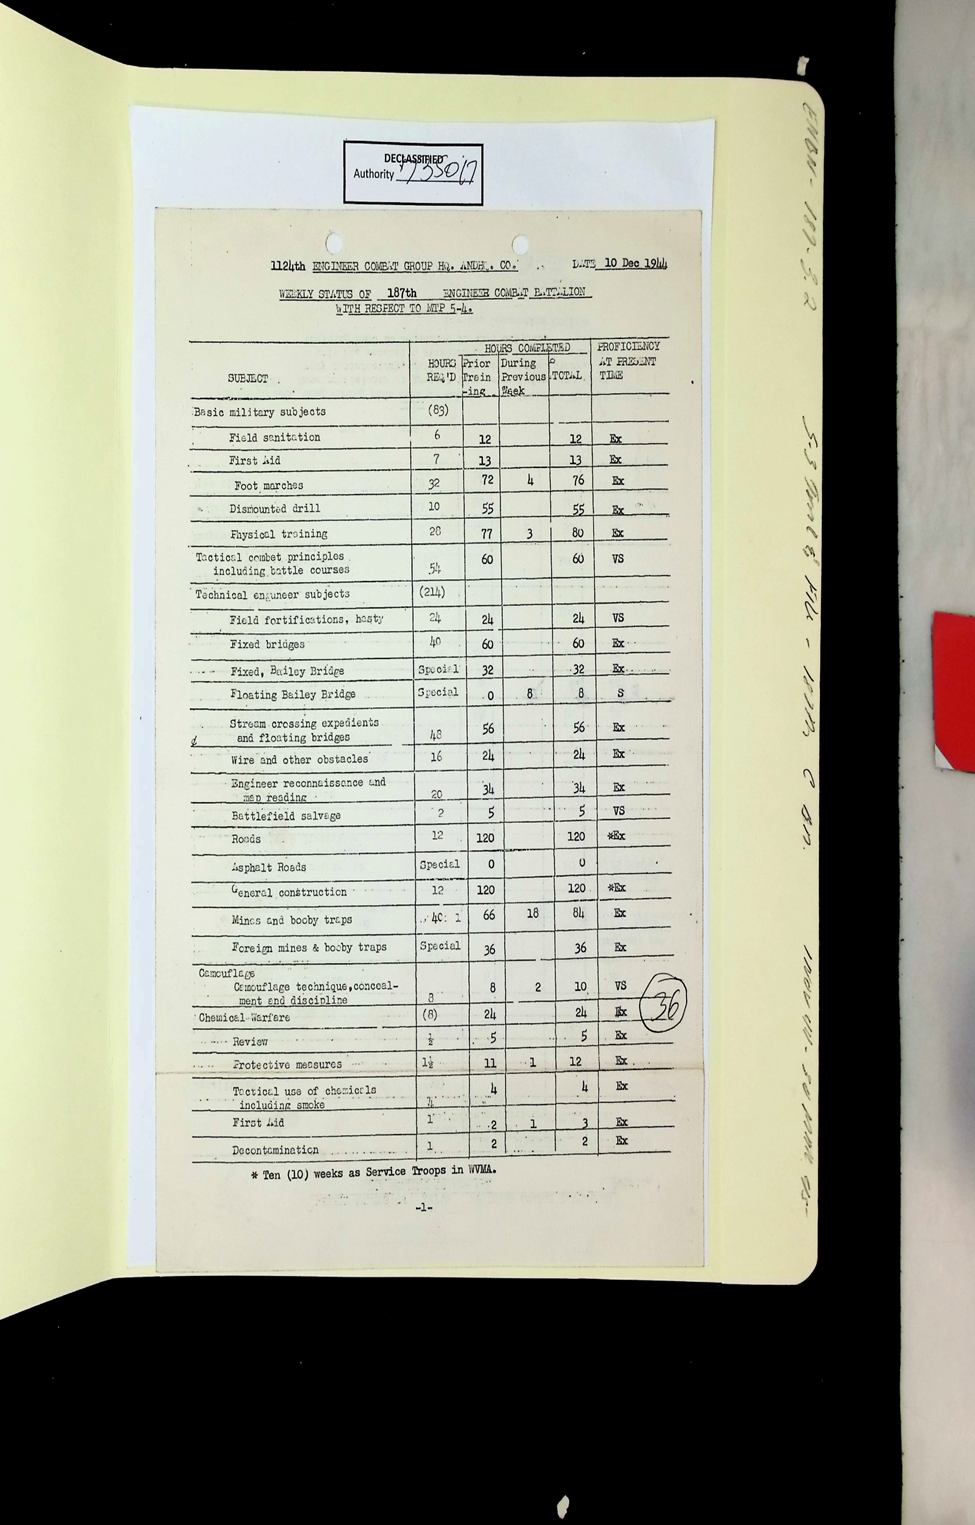 DECLASSIFIED
Authority 735017
1124th ENGINEER COMBAT GROUP HQ. AND CO. DATE 10 Dec 1944
WEEKLY STATUS OF 187th ENGINEER COMBAT BATTALION
WITH RESPECT TO MTP 5-4.
SUBJECT HOURS REQ'D HOURS COMPLETED Prior Train-ing During Previous Week TOTAL PROFICIENCY AT PRESENT TIME
Basic military subjects (83)
Field sanitation 6 12 12 Ex
First Aid 7 13 13 Ex
Foot marches 32 72 4 76 Ex
Dismounted drill 10 55 55 Ex
Physical training 28 77 3 80 Ex
Tactical combat principles
including battle courses 54 60 60 VS
Technical engineer subjects (214)
Field fortifications, hasty 24 24 24 VS
Fixed bridges 40 60 60 Ex
Fixed, Bailey Bridge Special 32 32 Ex
Floating Bailey Bridge Special 0 8 8 S
Stream crossing expedients
and floating bridges 48 56 56 Ex
Wire and other obstacles 16 24 24 Ex
Engineer reconnaissance and
map reading 20 34 34 Ex
Battlefield salvage 2 5 5 VS
Roads 12 120 120 *Ex
Asphalt Roads Special 0 0
General construction 12 120 120 *Ex
Mines and booby traps 40 66 18 84 Ex
Foreign mines & booby traps Special 36 36 Ex
Camouflage
Camouflage technique, conceal-
ment and discipline 8 8 2 10 VS
Chemical Warfare (8) 24 24 Ex
36
Review ½ 5 5 Ex
Protective measures 1½ 11 1 12 Ex
Tactical use of chemicals
including smoke 4 4 Ex
First Aid 1 2 1 3 Ex
Decontamination 1 2 2 Ex
* Ten (10) weeks as Service Troops in WVMA.
-1-